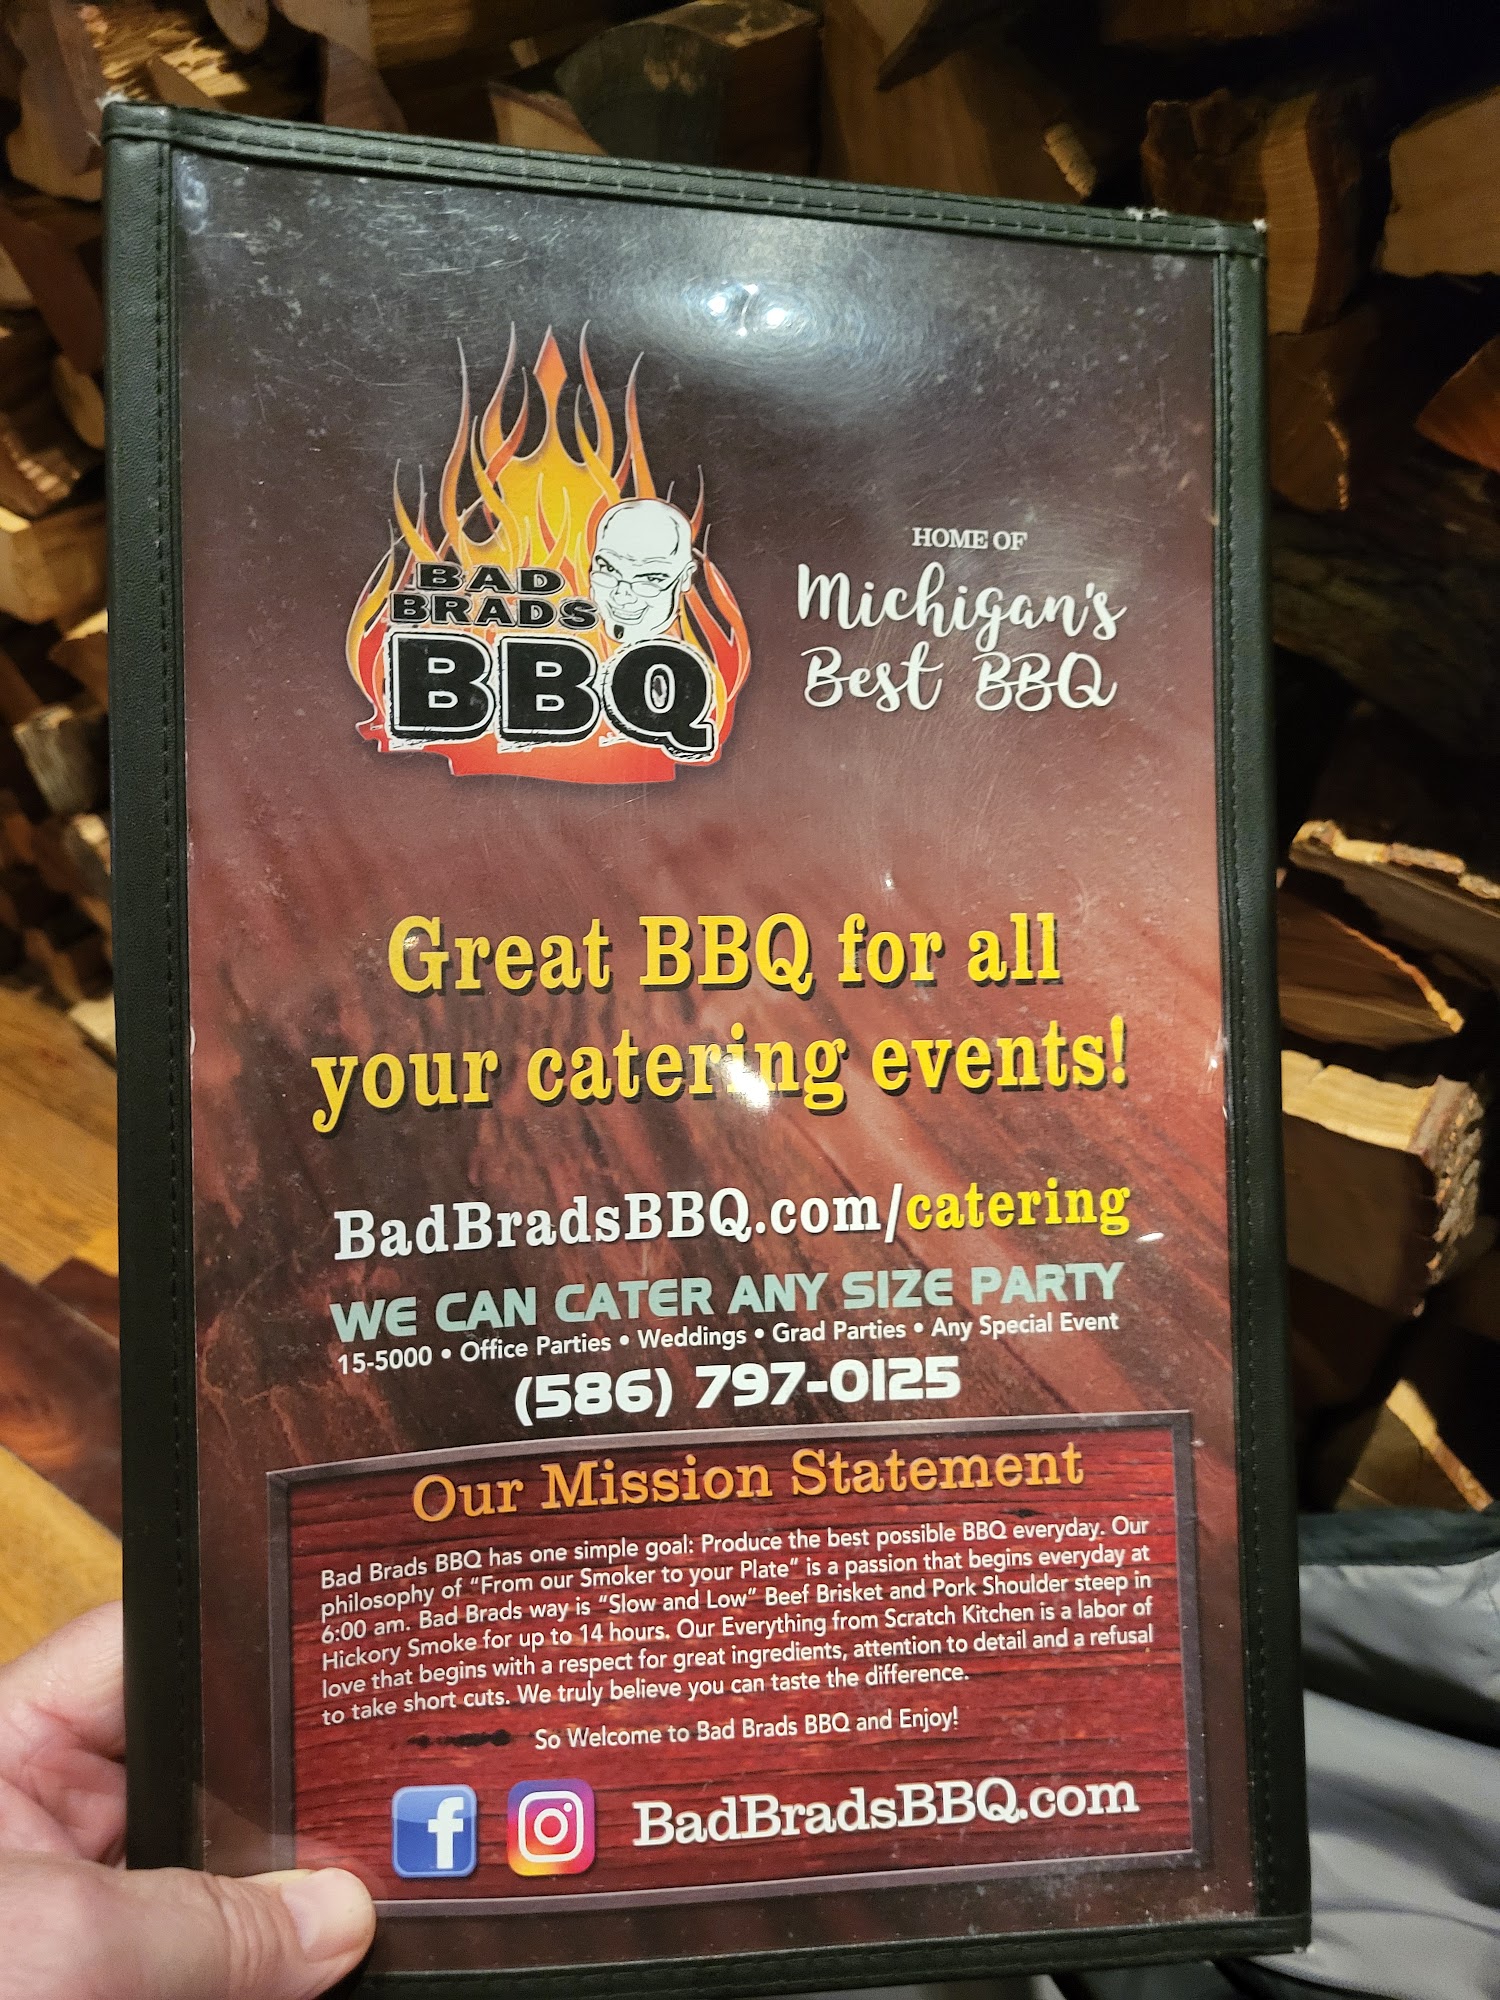 BAD
BRADS
BBQ
HOME OF
Michigan's
Best BBQ
Great BBQ for all
your catering events!
BadBradsBBQ.com/catering
WE CAN CATER ANY SIZE PARTY
15-5000 • Office Parties • Weddings • Grad Parties • Any Special Event
(586) 797-0125
Our Mission Statement
Bad Brads BBQ has one simple goal: Produce the best possible BBQ everyday. Our
philosophy of "From our Smoker to your Plate" is a passion that begins everyday at
6:00 am. Bad Brads way is "Slow and Low" Beef Brisket and Pork Shoulder steep in
Hickory Smoke for up to 14 hours. Our Everything from Scratch Kitchen is a labor of
love that begins with a respect for great ingredients, attention to detail and a refusal
to take short cuts. We truly believe you can taste the difference.
So Welcome to Bad Brads BBQ and Enjoy!
f
BadBradsBBQ.com